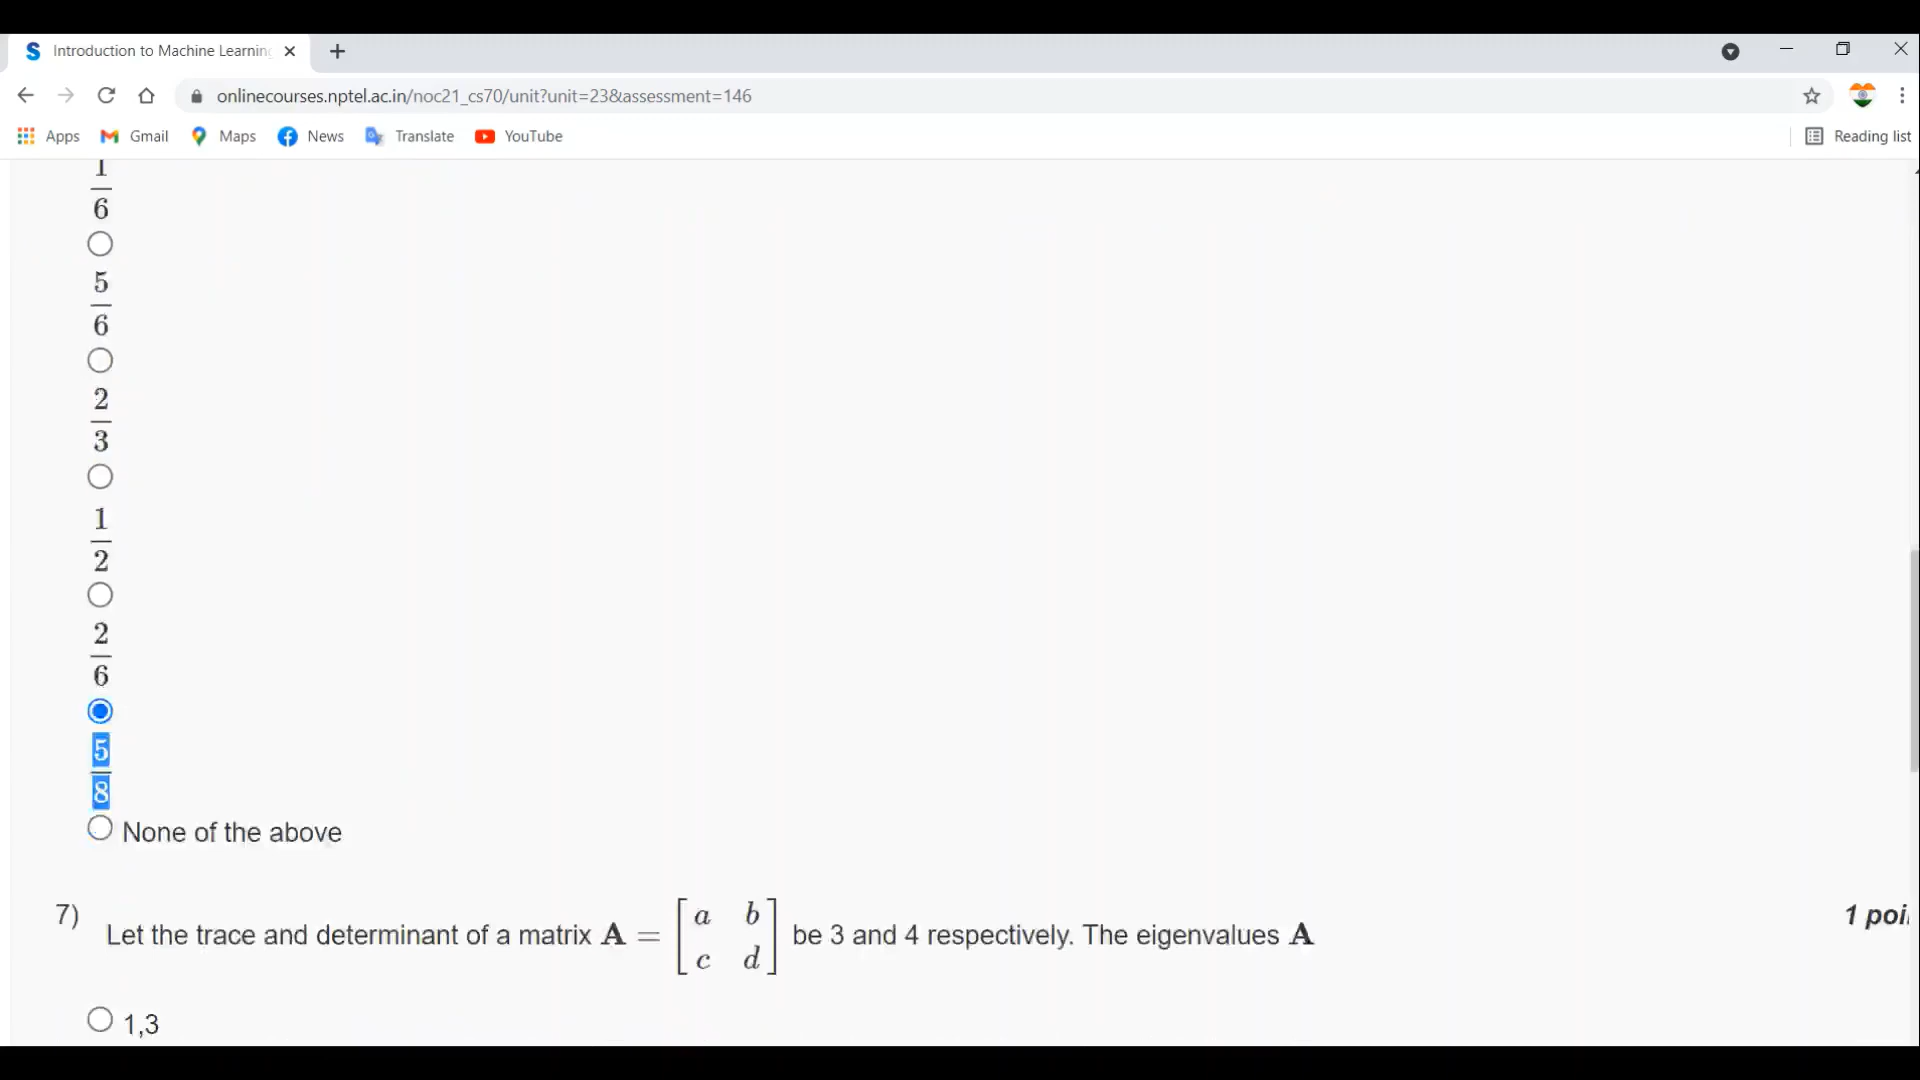 Introduction to Machine Learning
onlinecourses.nptel.ac.in/noc21_cs70/unit?unit=23&assessment=146
Apps Gmail Maps News Translate YouTube Reading list
1
6
5
6
2
3
1
2
2
6
5
8
None of the above
7) Let the trace and determinant of a matrix A = [a b
c d] be 3 and 4 respectively. The eigenvalues A
1 poi
1,3